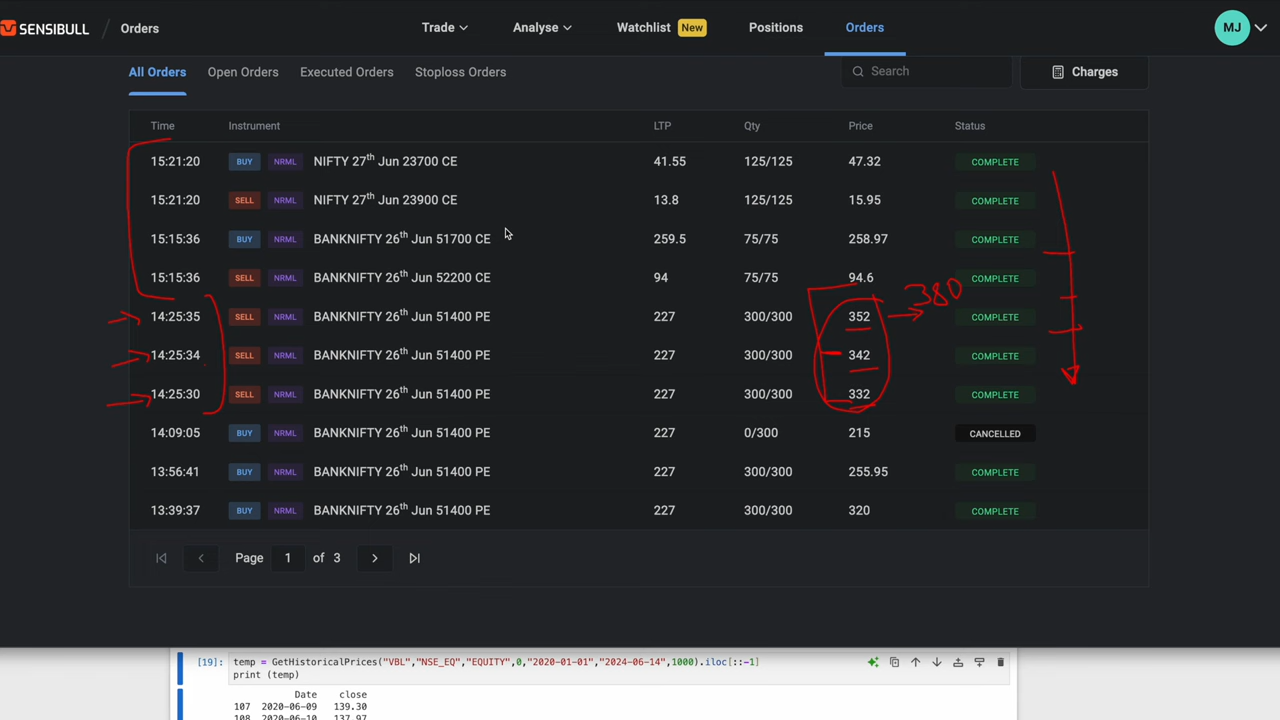 SENSIBULL / Orders Trade Analyse Watchlist New Positions Orders MJ
All Orders Open Orders Executed Orders Stoploss Orders Search Charges
Time Instrument LTP Qty Price Status
15:21:20 BUY NRML NIFTY 27th Jun 23700 CE 41.55 125/125 47.32 COMPLETE
15:21:20 SELL NRML NIFTY 27th Jun 23900 CE 13.8 125/125 15.95 COMPLETE
15:15:36 BUY NRML BANKNIFTY 26th Jun 51700 CE 259.5 75/75 258.97 COMPLETE
15:15:36 SELL NRML BANKNIFTY 26th Jun 52200 CE 94 75/75 94.6 COMPLETE
380
14:25:35 SELL NRML BANKNIFTY 26th Jun 51400 PE 227 300/300 352 COMPLETE
14:25:34 SELL NRML BANKNIFTY 26th Jun 51400 PE 227 300/300 342 COMPLETE
14:25:30 SELL NRML BANKNIFTY 26th Jun 51400 PE 227 300/300 332 COMPLETE
14:09:05 BUY NRML BANKNIFTY 26th Jun 51400 PE 227 0/300 215 CANCELLED
13:56:41 BUY NRML BANKNIFTY 26th Jun 51400 PE 227 300/300 255.95 COMPLETE
13:39:37 BUY NRML BANKNIFTY 26th Jun 51400 PE 227 300/300 320 COMPLETE
Page 1 of 3
[19]: temp = GetHistoricalPrices("VBL","NSE_EQ","EQUITY",0,"2020-01-01","2024-06-14",1000).iloc[::-1]
print (temp)
Date close
107 2020-06-09 139.30
108 2020-06-10 137.97